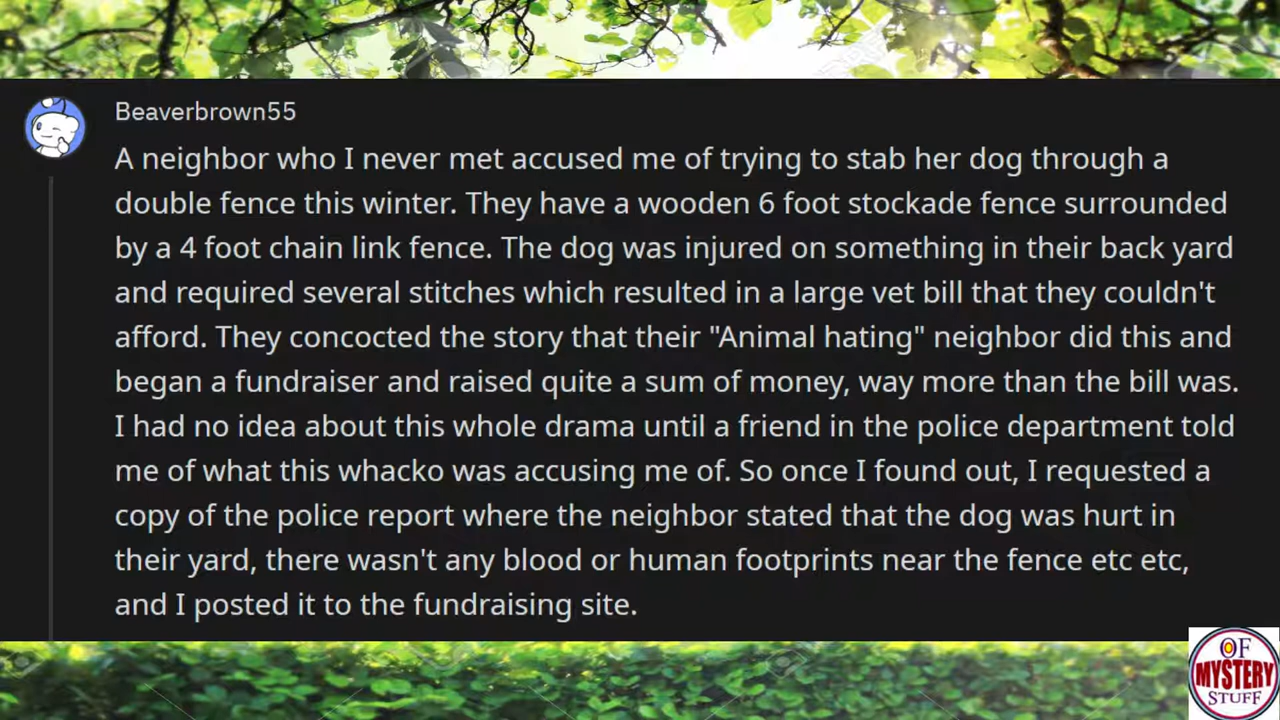 Beaverbrown55
A neighbor who I never met accused me of trying to stab her dog through a
double fence this winter. They have a wooden 6 foot stockade fence surrounded
by a 4 foot chain link fence. The dog was injured on something in their back yard
and required several stitches which resulted in a large vet bill that they couldn't
afford. They concocted the story that their "Animal hating" neighbor did this and
began a fundraiser and raised quite a sum of money, way more than the bill was.
I had no idea about this whole drama until a friend in the police department told
me of what this whacko was accusing me of. So once I found out, I requested a
copy of the police report where the neighbor stated that the dog was hurt in
their yard, there wasn't any blood or human footprints near the fence etc etc,
and I posted it to the fundraising site.
OF
MYSTERY
STUFF